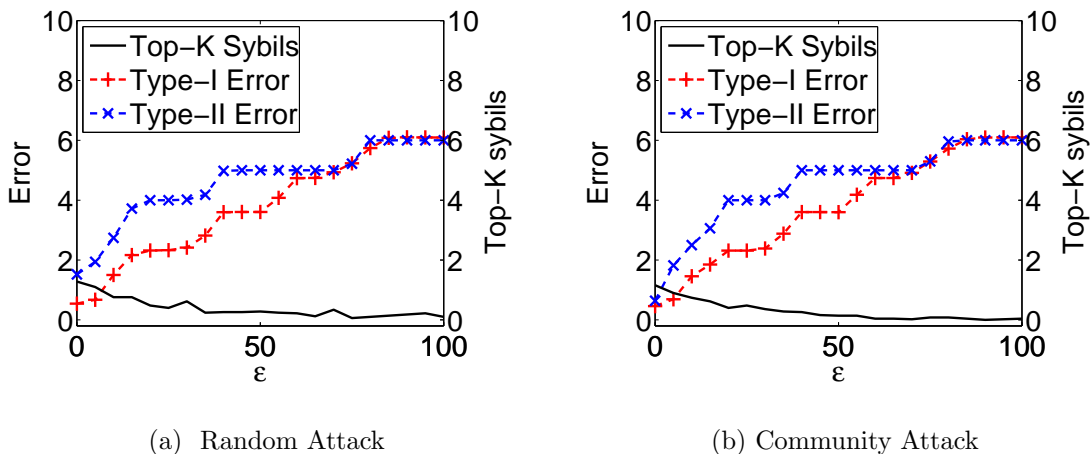 10
8
6
4
2
0
Error
10
8
6
4
2
0
Top-K sybils
Top-K Sybils
Type-I Error
Type-II Error
0
50
100
ε
(a) Random Attack
10
8
6
4
2
0
Error
10
8
6
4
2
0
Top-K sybils
Top-K Sybils
Type-I Error
Type-II Error
0
50
100
ε
(b) Community Attack